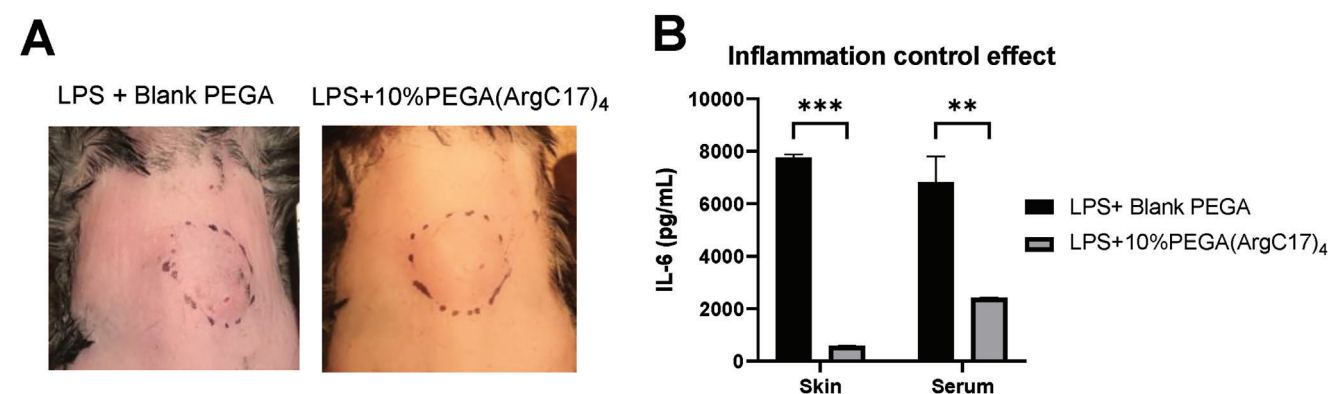 A
LPS + Blank PEGA
LPS+10%PEGA(ArgC17)₄
B
Inflammation control effect
IL-6 (pg/mL)
10000
8000
6000
4000
2000
0
***
**
Skin
Serum
LPS+ Blank PEGA
LPS+10%PEGA(ArgC17)₄